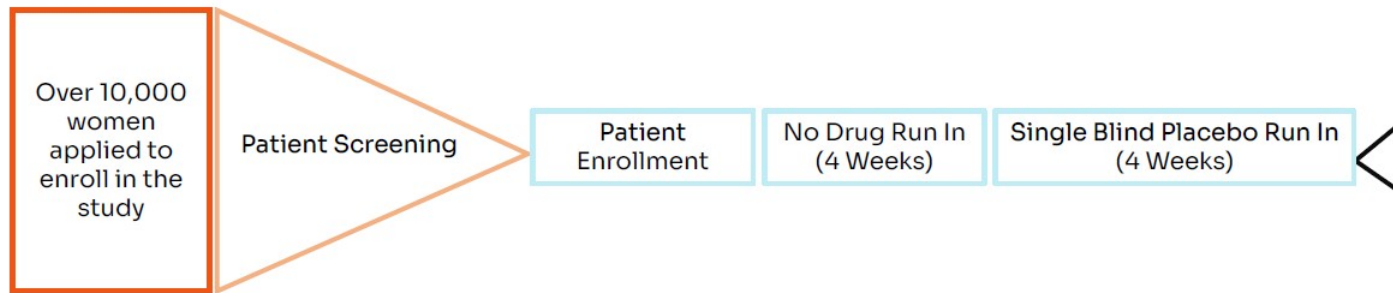 Over 10,000
women
applied to
enroll in the
study
Patient Screening
Patient
Enrollment
No Drug Run In
(4 Weeks)
Single Blind Placebo Run In
(4 Weeks)